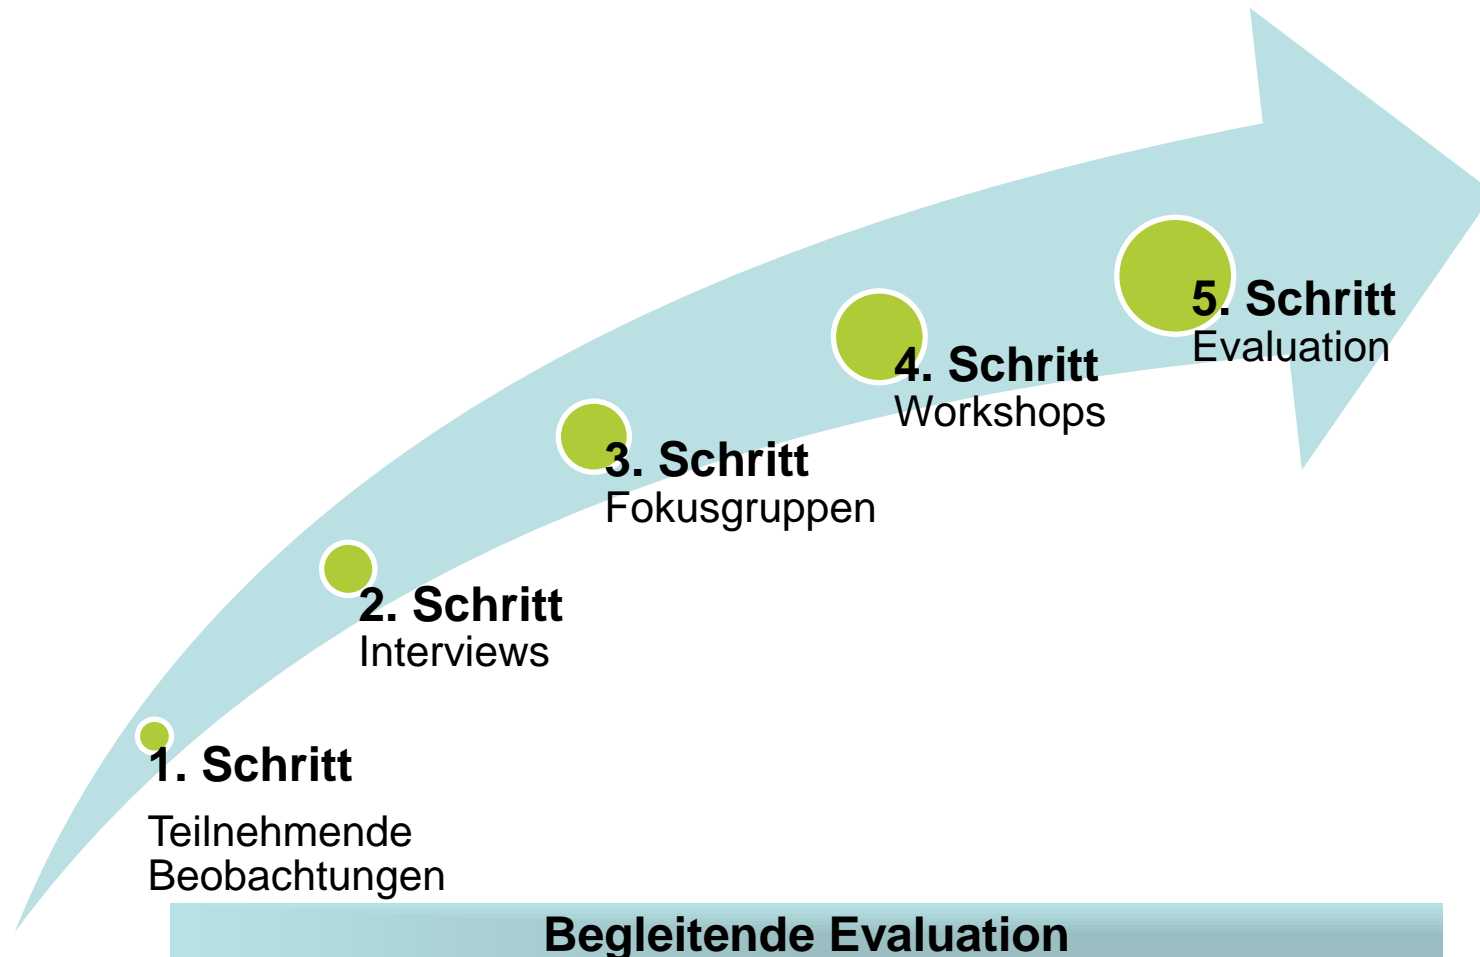 1. Schritt
Teilnehmende
Beobachtungen
2. Schritt
Interviews
3. Schritt
Fokusgruppen
4. Schritt
Workshops
5. Schritt
Evaluation
Begleitende Evaluation